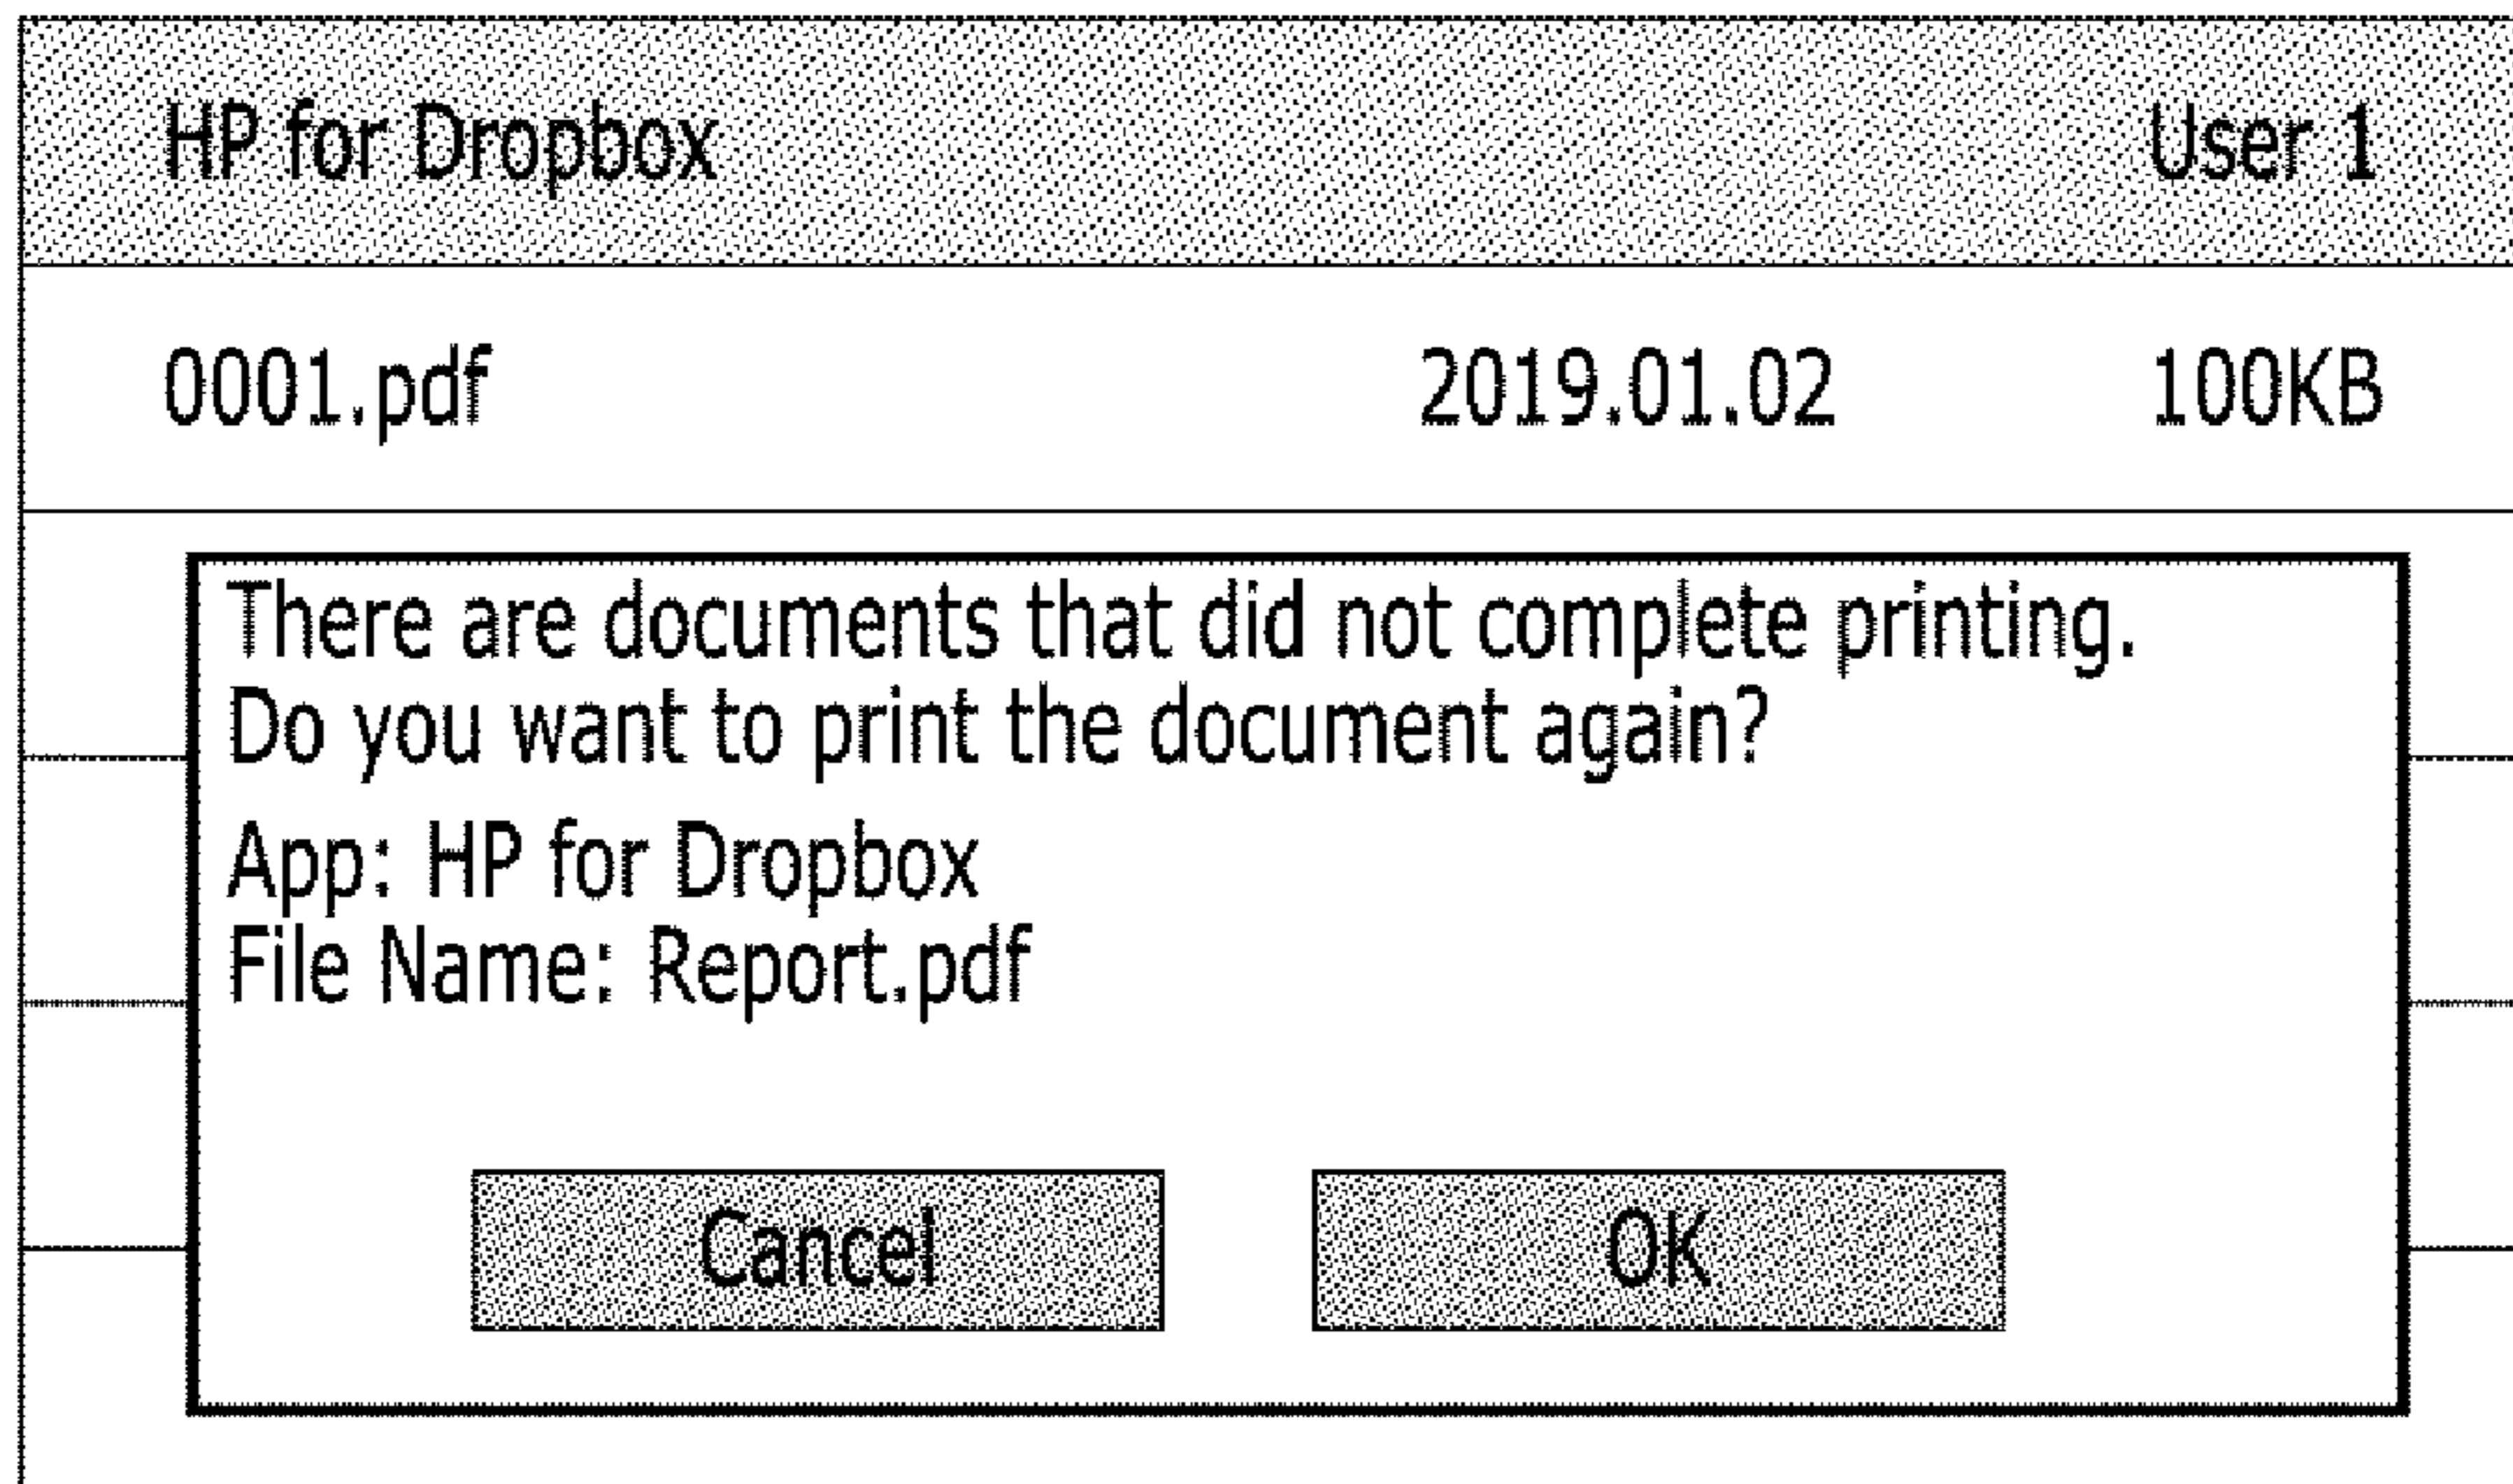 HP for Dropbox User 1
0001.pdf 2019.01.02 100KB
There are documents that did not complete printing.
Do you want to print the document again?
App: HP for Dropbox
File Name: Report.pdf
Cancel OK